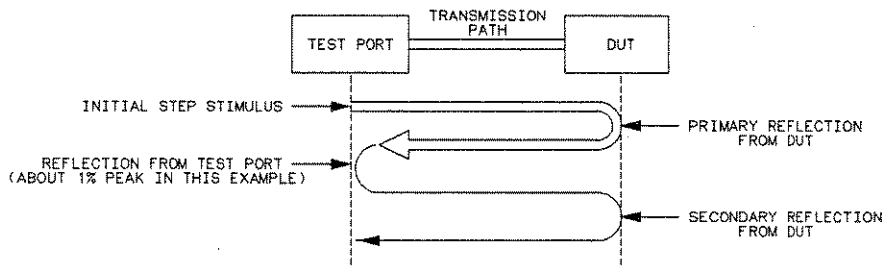 TRANSMISSION
PATH
TEST PORT
DUT
INITIAL STEP STIMULUS
PRIMARY REFLECTION
FROM DUT
REFLECTION FROM TEST PORT
(ABOUT 1% PEAK IN THIS EXAMPLE)
SECONDARY REFLECTION
FROM DUT